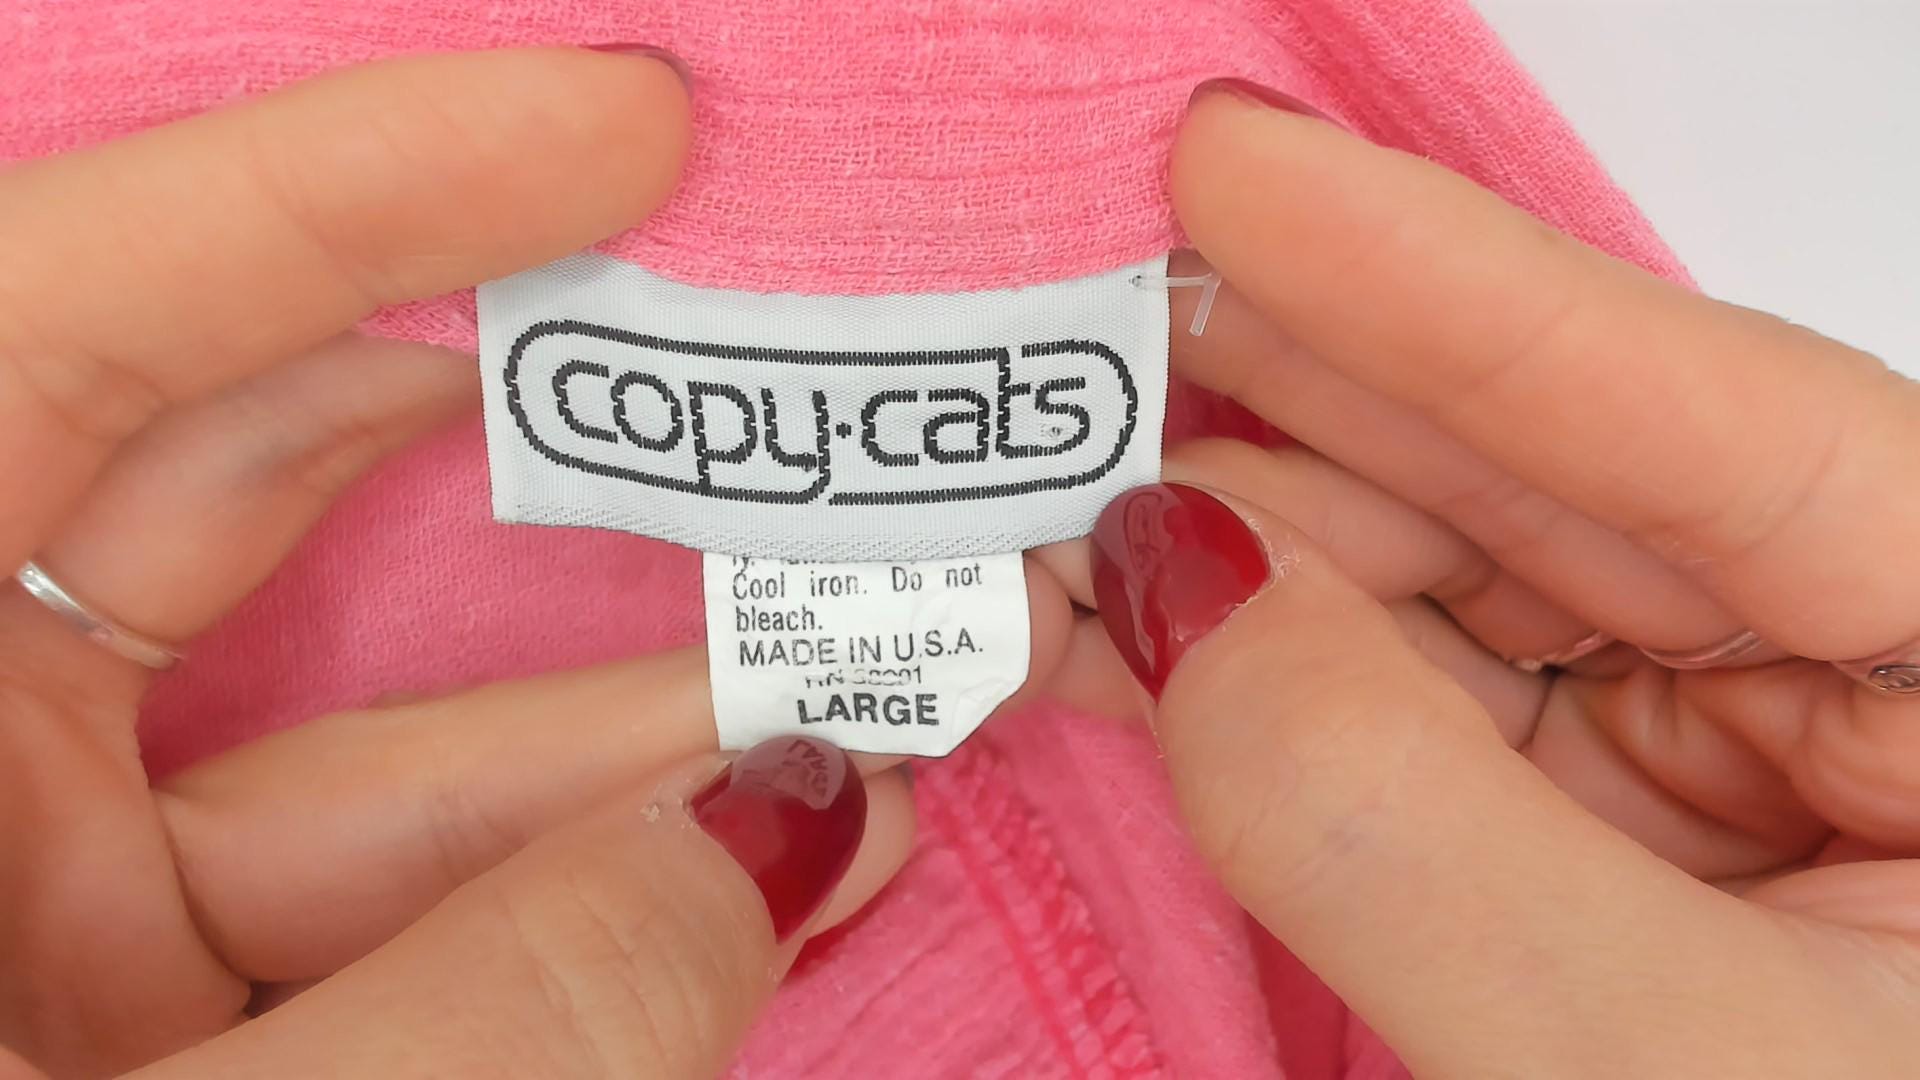 copy·cats
Cool iron. Do not
bleach.
MADE IN U.S.A.
LARGE